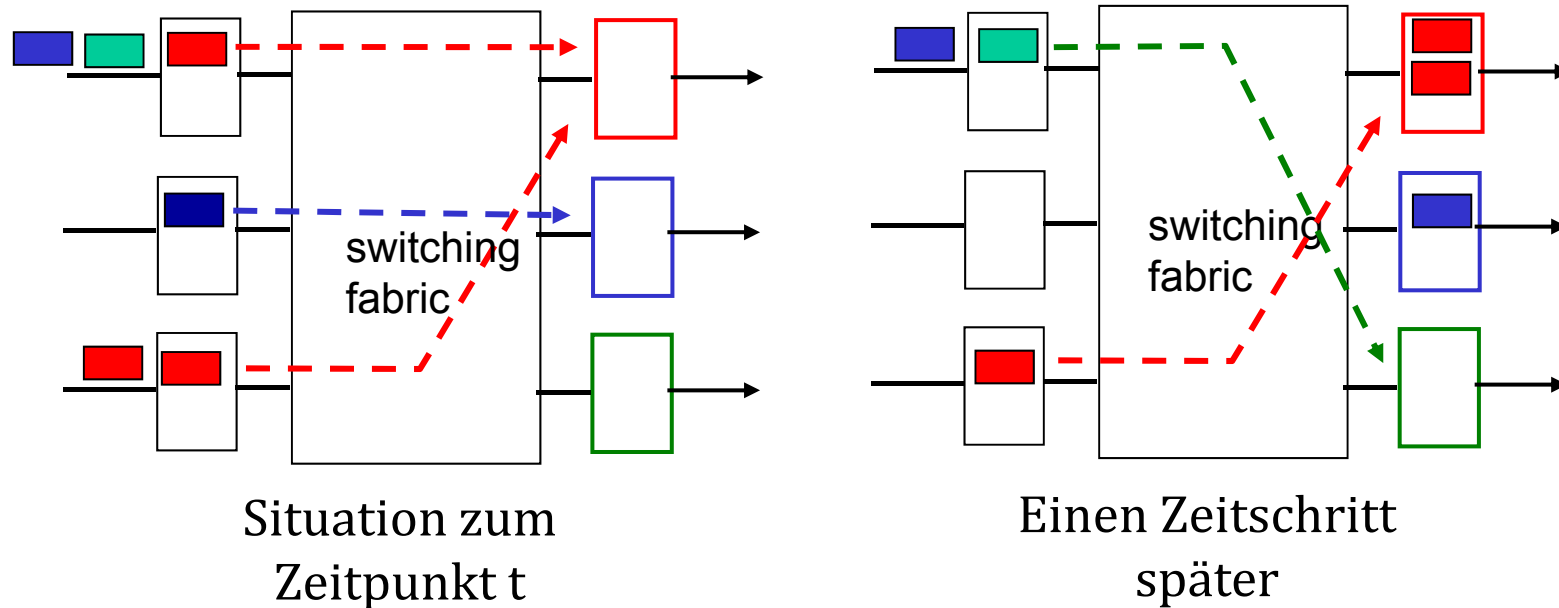 switching
fabric
Situation zum
Zeitpunkt t
switching
fabric
Einen Zeitschritt
später